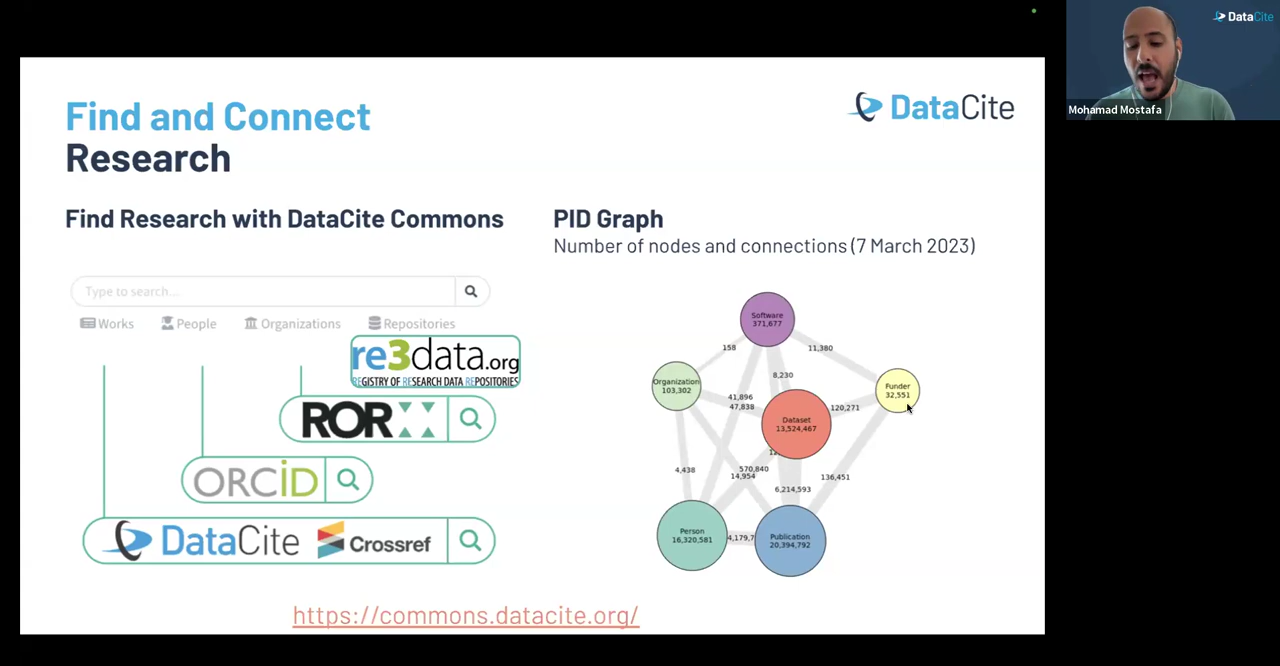 DataCite
Mohamad Mostafa
Find and Connect
Research
DataCite
Find Research with DataCite Commons
Type to search...
Works
People
Organizations
Repositories
re3data.org
REGISTRY OF RESEARCH DATA REPOSITORIES
ROR
ORCID
DataCite
Crossref
PID Graph
Number of nodes and connections (7 March 2023)
Software
371,677
158
11,380
8,230
Organization
103,302
Funder
32,551
41,896
47,838
120,271
Dataset
13,524,467
4,438
570,840
14,954
136,451
6,214,593
Person
16,320,581
Publication
20,394,792
https://commons.datacite.org/